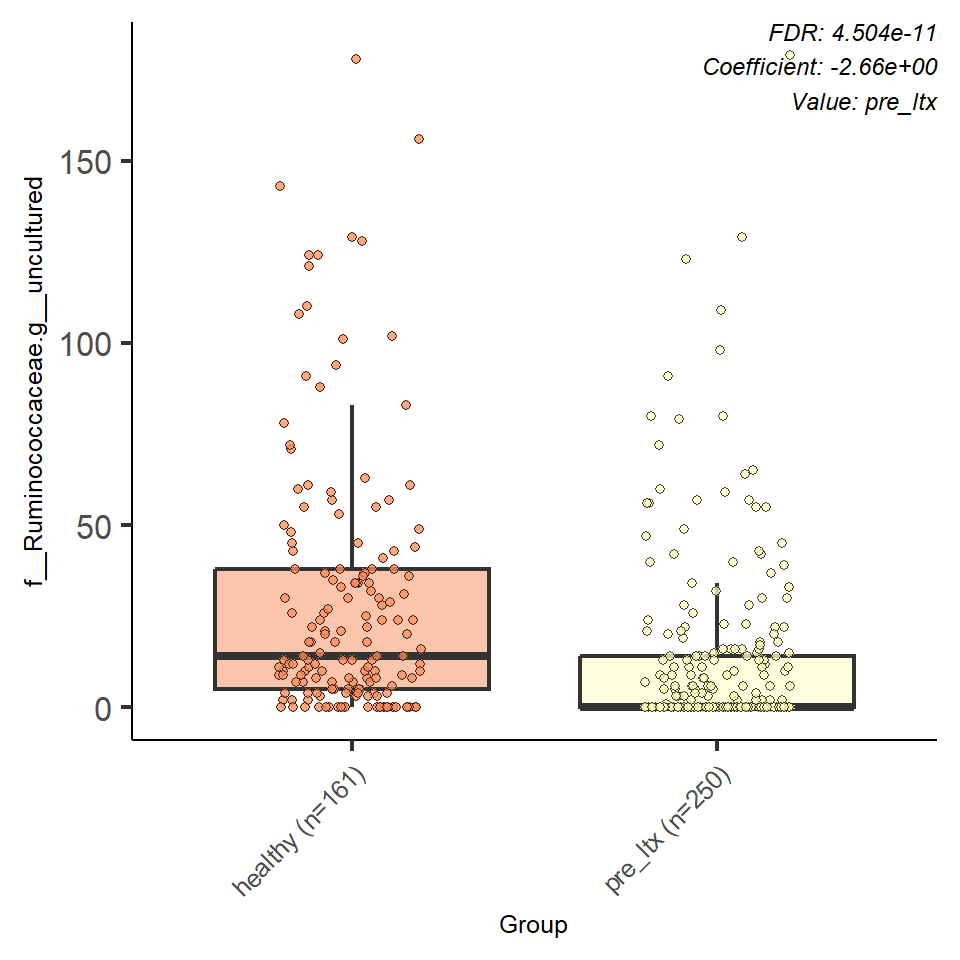 FDR: 4.504e-11
Coefficient: -2.66e+00
Value: pre_ltx
f__Ruminococcaceae.g__uncultured
150
100
50
0
healthy (n=161)
pre_ltx (n=250)
Group